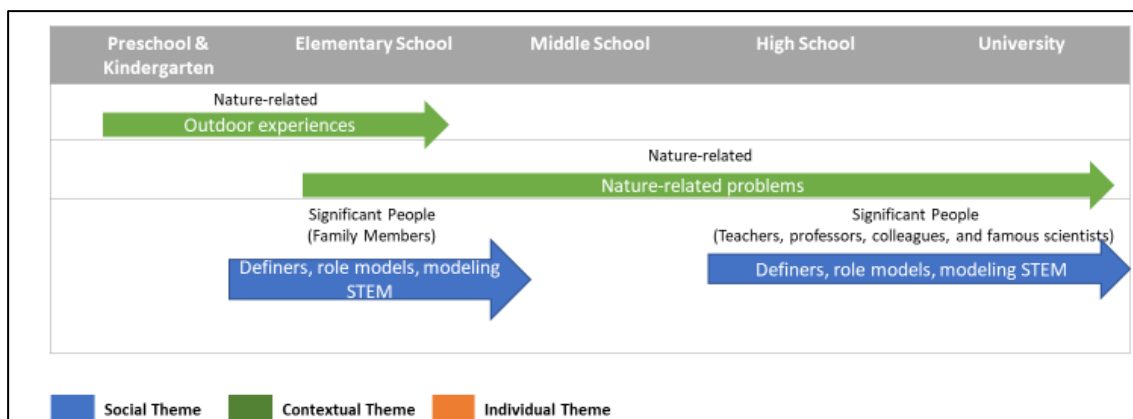 Preschool & Kindergarten
Elementary School
Middle School
High School
University
Nature-related
Outdoor experiences
Nature-related
Nature-related problems
Significant People
(Family Members)
Definers, role models, modeling
STEM
Significant People
(Teachers, professors, colleagues, and famous scientists)
Definers, role models, modeling STEM
Social Theme
Contextual Theme
Individual Theme